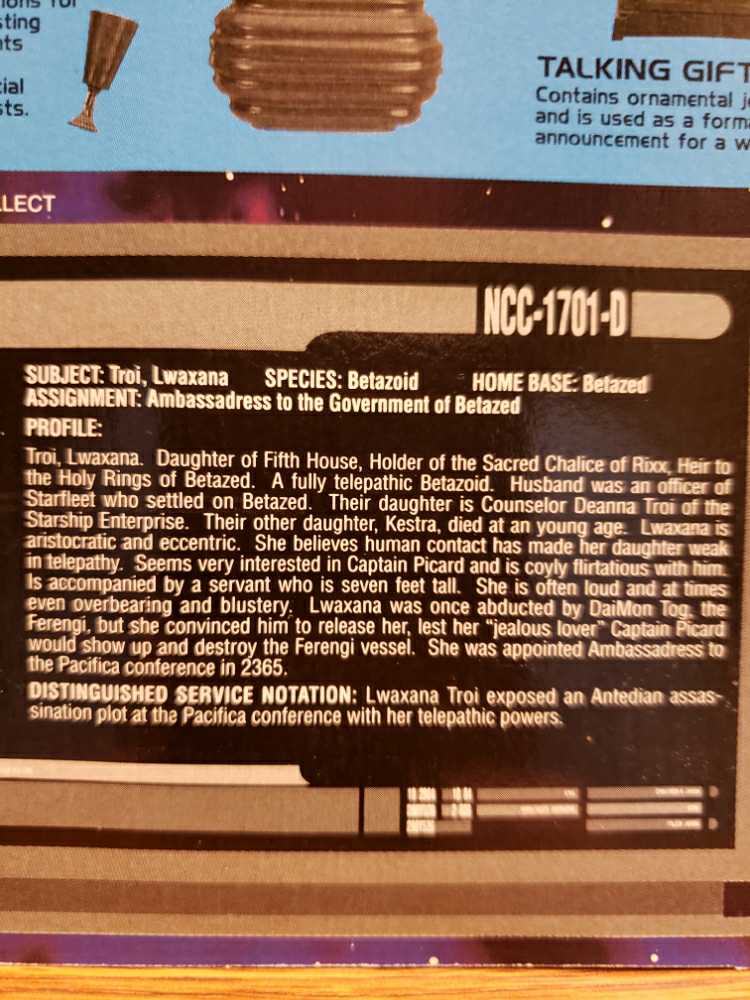 sting
TALKING GIFT
Contains ornamental
and is used as a
announcement for a
sts.
NCC-1701-D
SUBJECT: Troi, Lwaxana SPECIES: Betazoid HOME BASE: Betazed
ASSIGNMENT: Ambassadress to the Government of Betazed
PROFILE:
Troi, Lwaxana. Daughter of Fifth House, Holder of the Sacred Chalice of Rixx, Heir to
the Holy Rings of Betazed. A fully telepathic Betazoid. Husband was an officer of
Starfleet who settled on Betazed. Their daughter is Counselor Deanna Troi of the
Starship Enterprise. Their other daughter, Kestra, died at an young age. Lwaxana is
aristocratic and eccentric. She believes human contact has made her daughter weak
in telepathy. Seems very interested in Captain Picard and is coyly flirtatious with him.
Is accompanied by a servant who is seven feet tall. She is often loud and at times
even overbearing and blustery. Lwaxana was once abducted by DaiMon Tog, the
Ferengi, but she convinced him to release her, lest her "jealous lover" Captain Picard
would show up and destroy the Ferengi vessel. She was appointed Ambassadress to
the Pacifica conference in 2365.
DISTINGUISHED SERVICE NOTATION: Lwaxana Troi exposed an Antedian assas-
sination plot at the Pacifica conference with her telepathic powers.